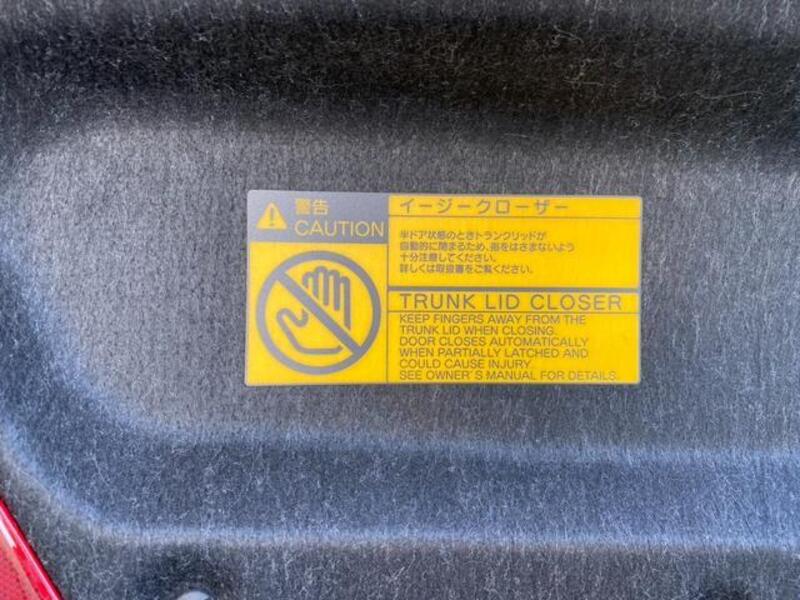 警告
CAUTION
イージークローザー
半ドア状態のときトランクリッドが
自動的に閉まるため、指をはさまないよう
十分注意してください。
詳しくは取扱書をご覧ください。
TRUNK LID CLOSER
KEEP FINGERS AWAY FROM THE
TRUNK LID WHEN CLOSING.
DOOR CLOSES AUTOMATICALLY
WHEN PARTIALLY LATCHED AND
COULD CAUSE INJURY.
SEE OWNER'S MANUAL FOR DETAILS.